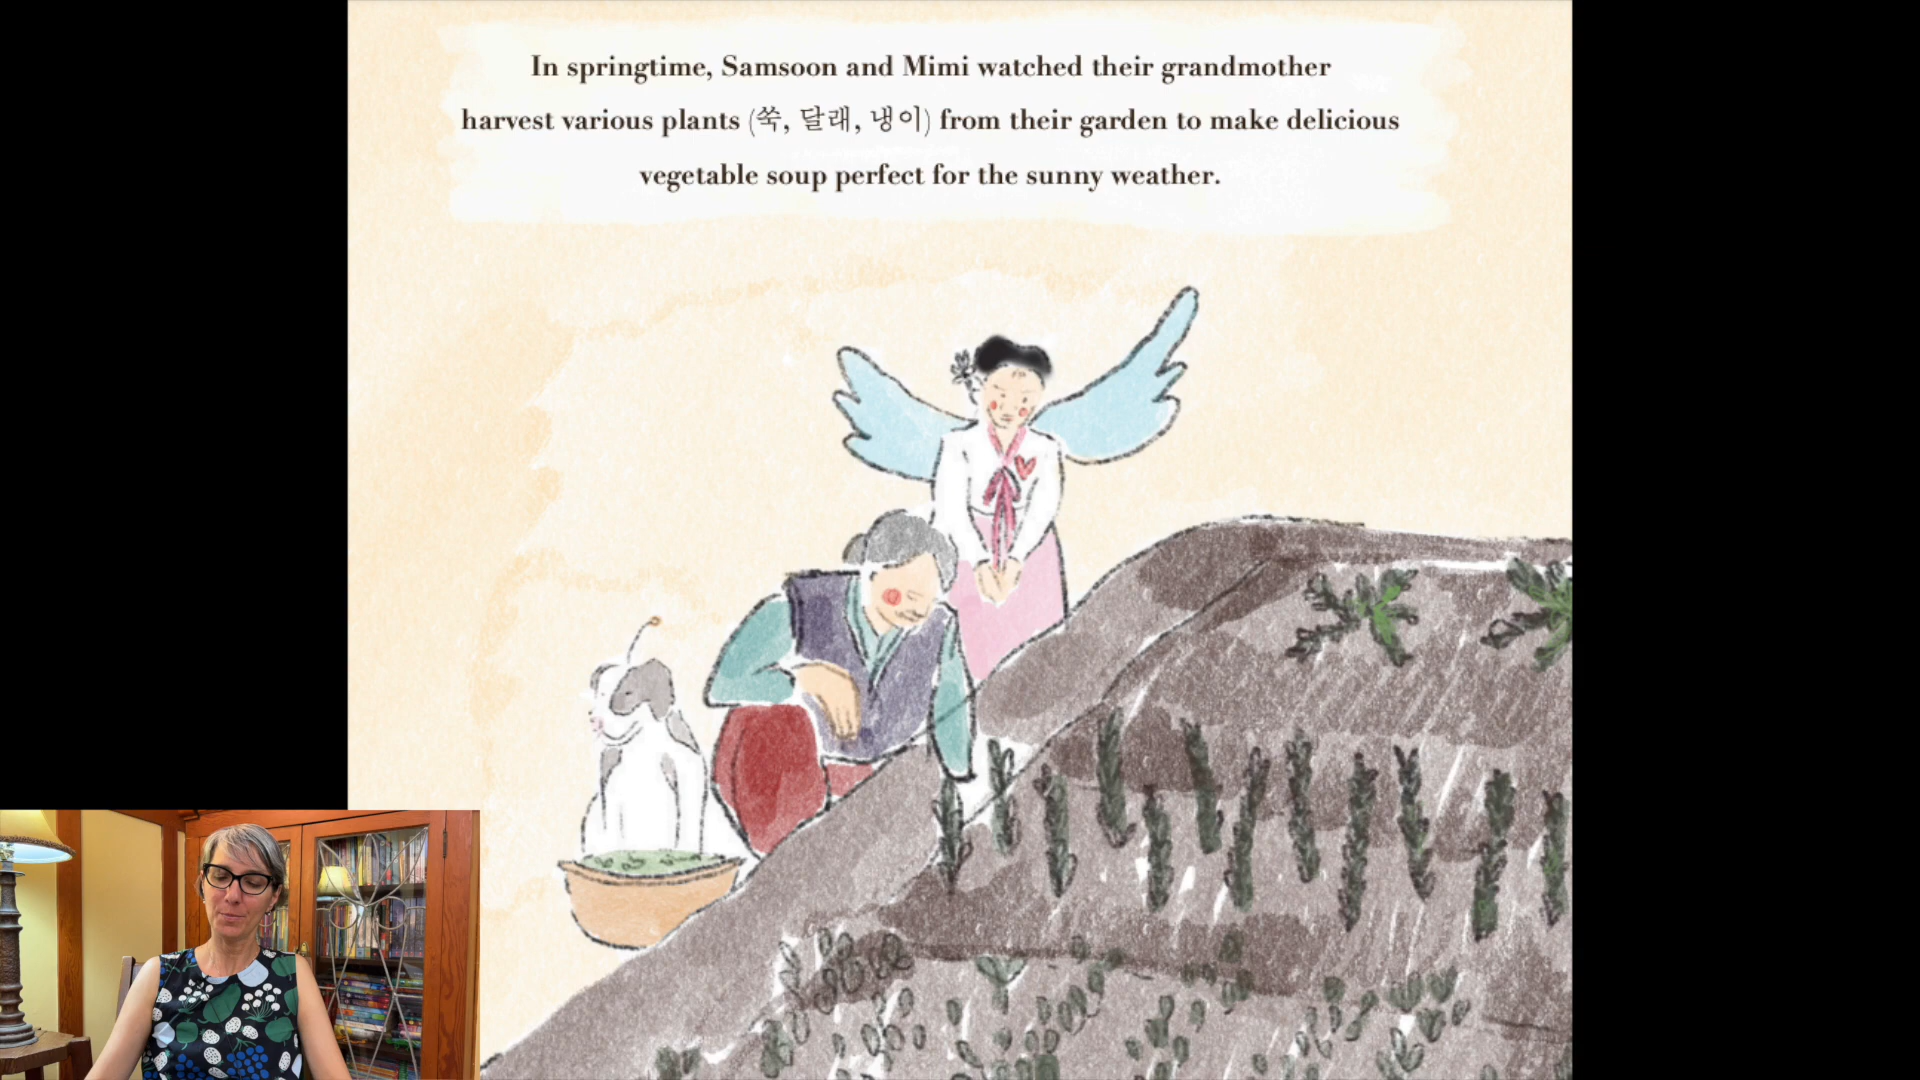 In springtime, Samsoon and Mimi watched their grandmother
harvest various plants (쑥, 달래, 냉이) from their garden to make delicious
vegetable soup perfect for the sunny weather.